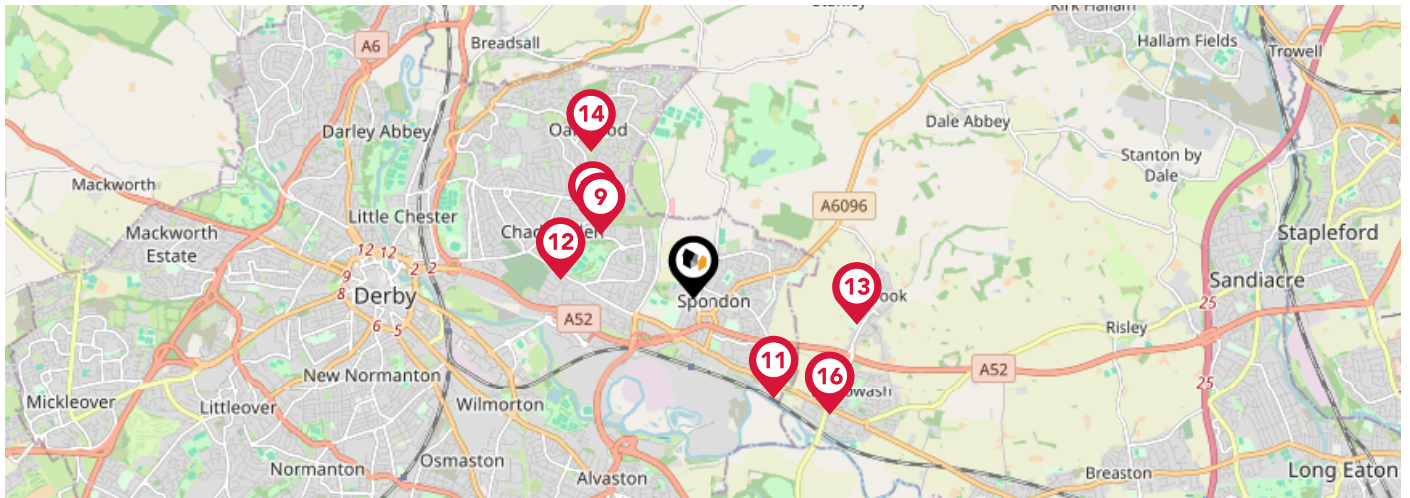 Stanley
Kirk Hallam
A6
Breadsall
Hallam Fields
Trowell
14
Darley Abbey
Dale Abbey
Stanton by
Dale
Mackworth
9
A6096
Little Chester
Mackworth
Estate
12
Stapleford
12 12
2 2
9
8
Derby
6
5
Spondon
13
Sandiacre
25
A52
Risley
11
16
A52
25
New Normanton
Mickleover
Littleover
Wilmorton
Osmaston
Normanton
Alvaston
Breaston
Long Eaton